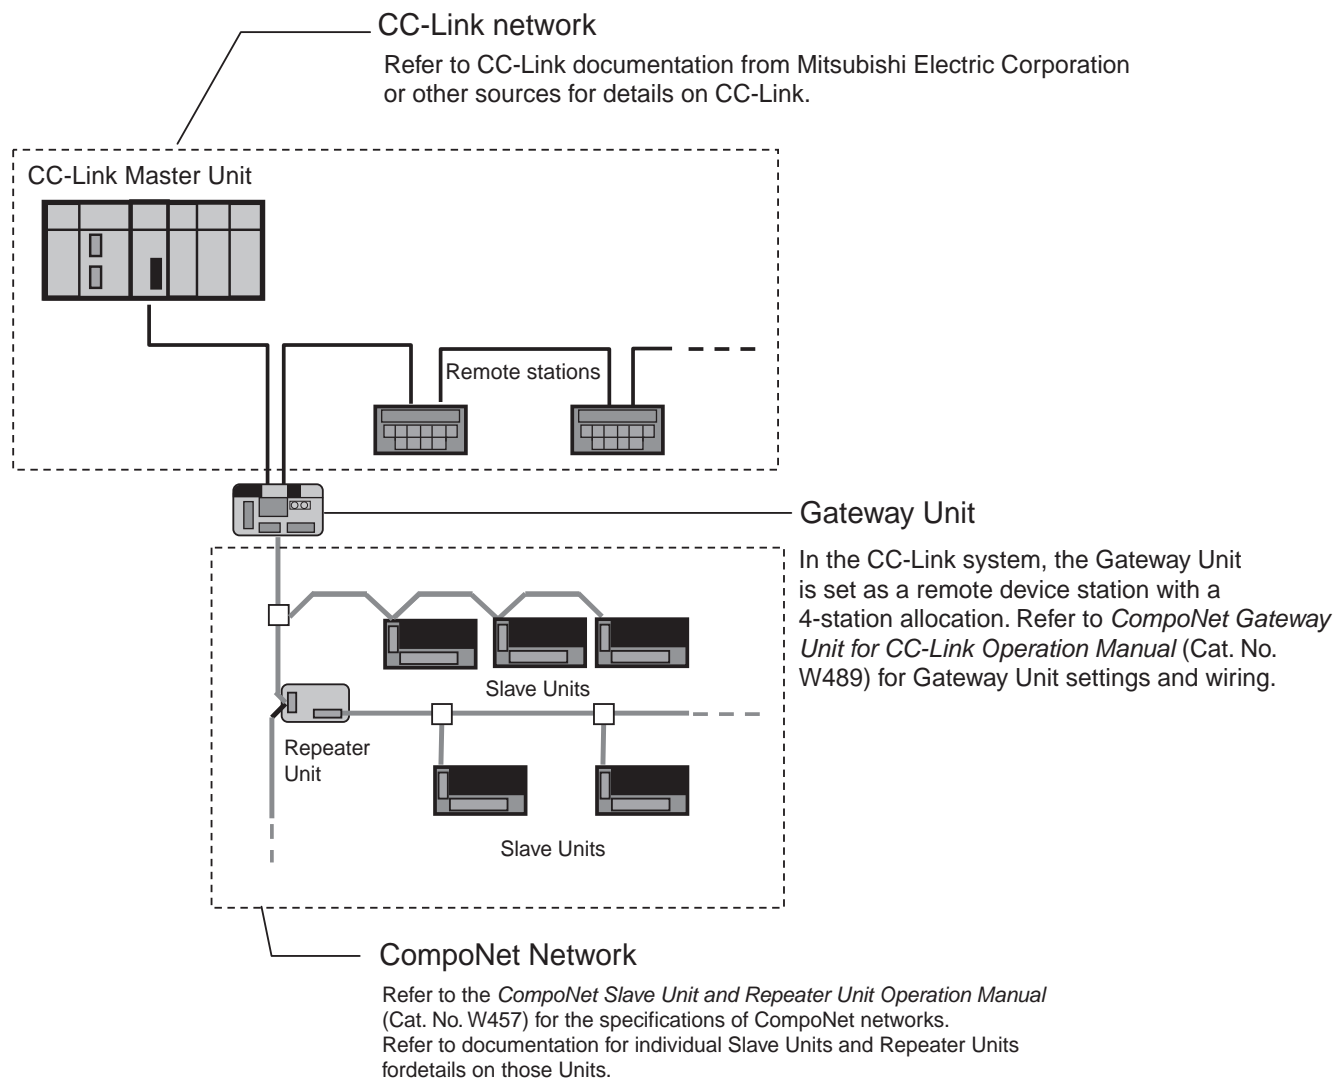 CC-Link network
Refer to CC-Link documentation from Mitsubishi Electric Corporation
or other sources for details on CC-Link.
CC-Link Master Unit
Remote stations
Gateway Unit
In the CC-Link system, the Gateway Unit
is set as a remote device station with a
4-station allocation. Refer to CompoNet Gateway
Unit for CC-Link Operation Manual (Cat. No.
W489) for Gateway Unit settings and wiring.
Slave Units
Repeater
Unit
Slave Units
CompoNet Network
Refer to the CompoNet Slave Unit and Repeater Unit Operation Manual
(Cat. No. W457) for the specifications of CompoNet networks.
Refer to documentation for individual Slave Units and Repeater Units
fordetails on those Units.